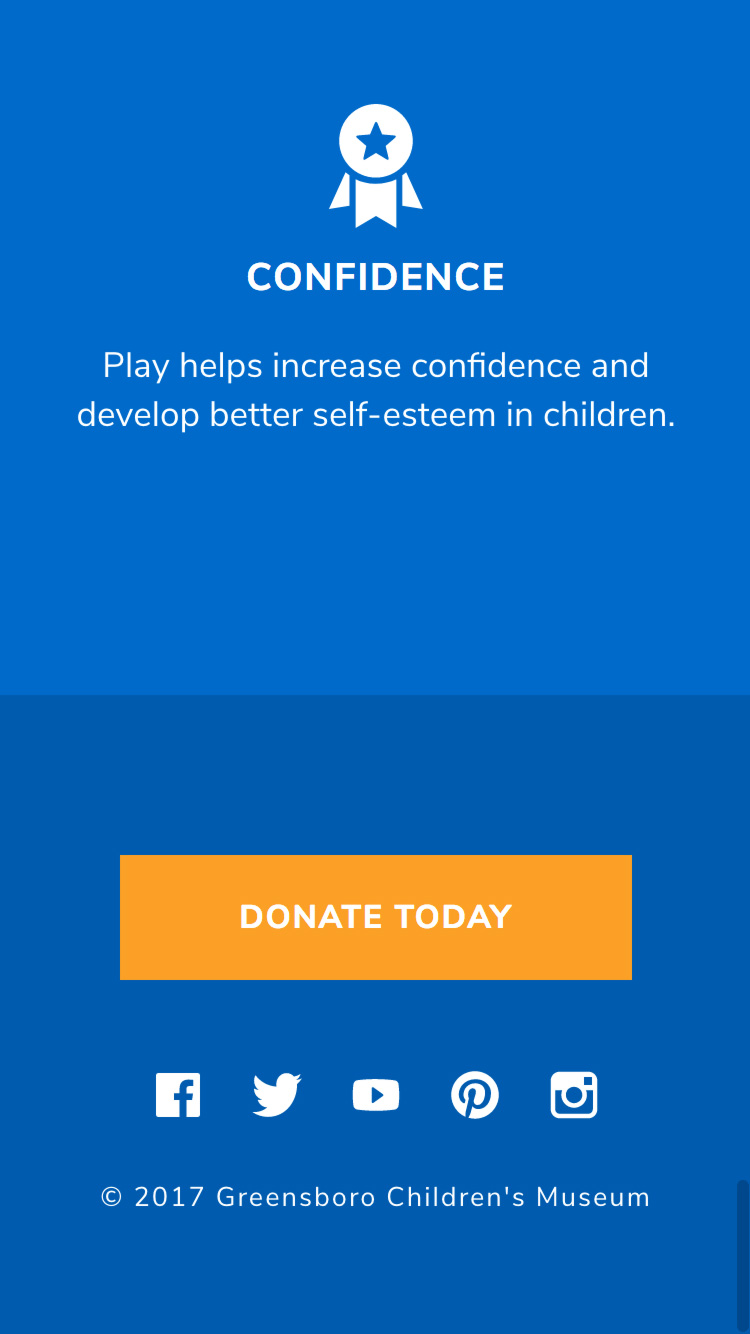 CONFIDENCE
Play helps increase confidence and
develop better self-esteem in children.
DONATE TODAY
© 2017 Greensboro Children's Museum